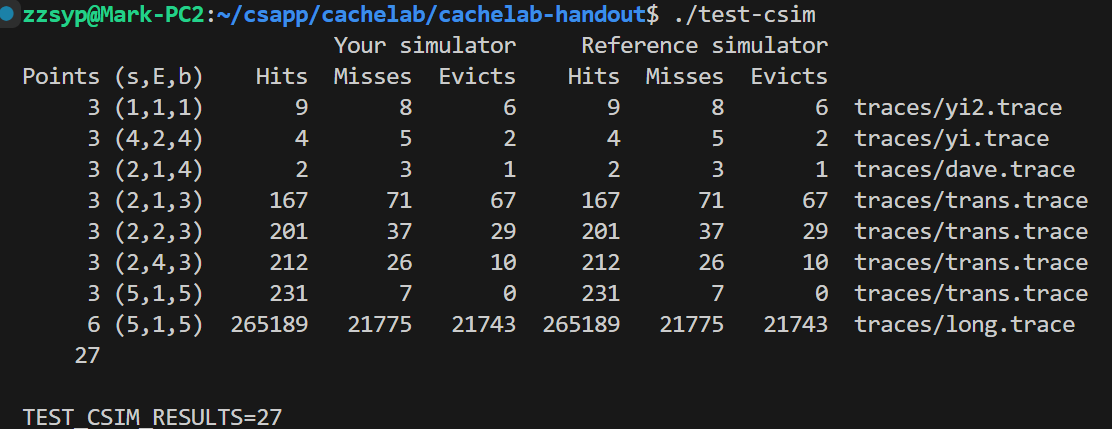 zzsyp@Mark-PC2:~/csapp/cachelab/cachelab-handout$ ./test-csim
                        Your simulator     Reference simulator
Points (s,E,b)    Hits  Misses  Evicts    Hits  Misses  Evicts
     3 (1,1,1)       9       8       6       9       8       6  traces/yi2.trace
     3 (4,2,4)       4       5       2       4       5       2  traces/yi.trace
     3 (2,1,4)       2       3       1       2       3       1  traces/dave.trace
     3 (2,1,3)     167      71      67     167      71      67  traces/trans.trace
     3 (2,2,3)     201      37      29     201      37      29  traces/trans.trace
     3 (2,4,3)     212      26      10     212      26      10  traces/trans.trace
     3 (5,1,5)     231       7       0     231       7       0  traces/trans.trace
     6 (5,1,5)  265189   21775   21743  265189   21775   21743  traces/long.trace
    27
TEST_CSIM_RESULTS=27